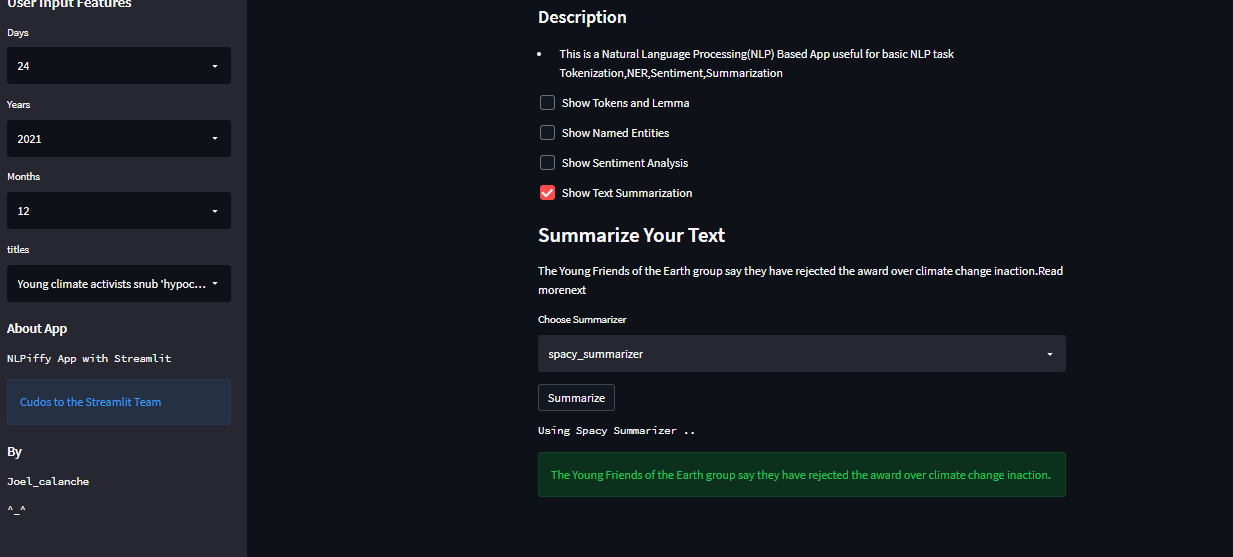 User Input Features
Days
24
Years
2021
Months
12
titles
Young climate activists snub 'hypoc...
About App
NLPiffy App with Streamlit
Cudos to the Streamlit Team
By
Joel_calanche
^_^
Description
This is a Natural Language Processing(NLP) Based App useful for basic NLP task
Tokenization,NER,Sentiment,Summarization
Show Tokens and Lemma
Show Named Entities
Show Sentiment Analysis
Show Text Summarization
Summarize Your Text
The Young Friends of the Earth group say they have rejected the award over climate change inaction.Read
morenext
Choose Summarizer
spacy_summarizer
Summarize
Using Spacy Summarizer ..
The Young Friends of the Earth group say they have rejected the award over climate change inaction.